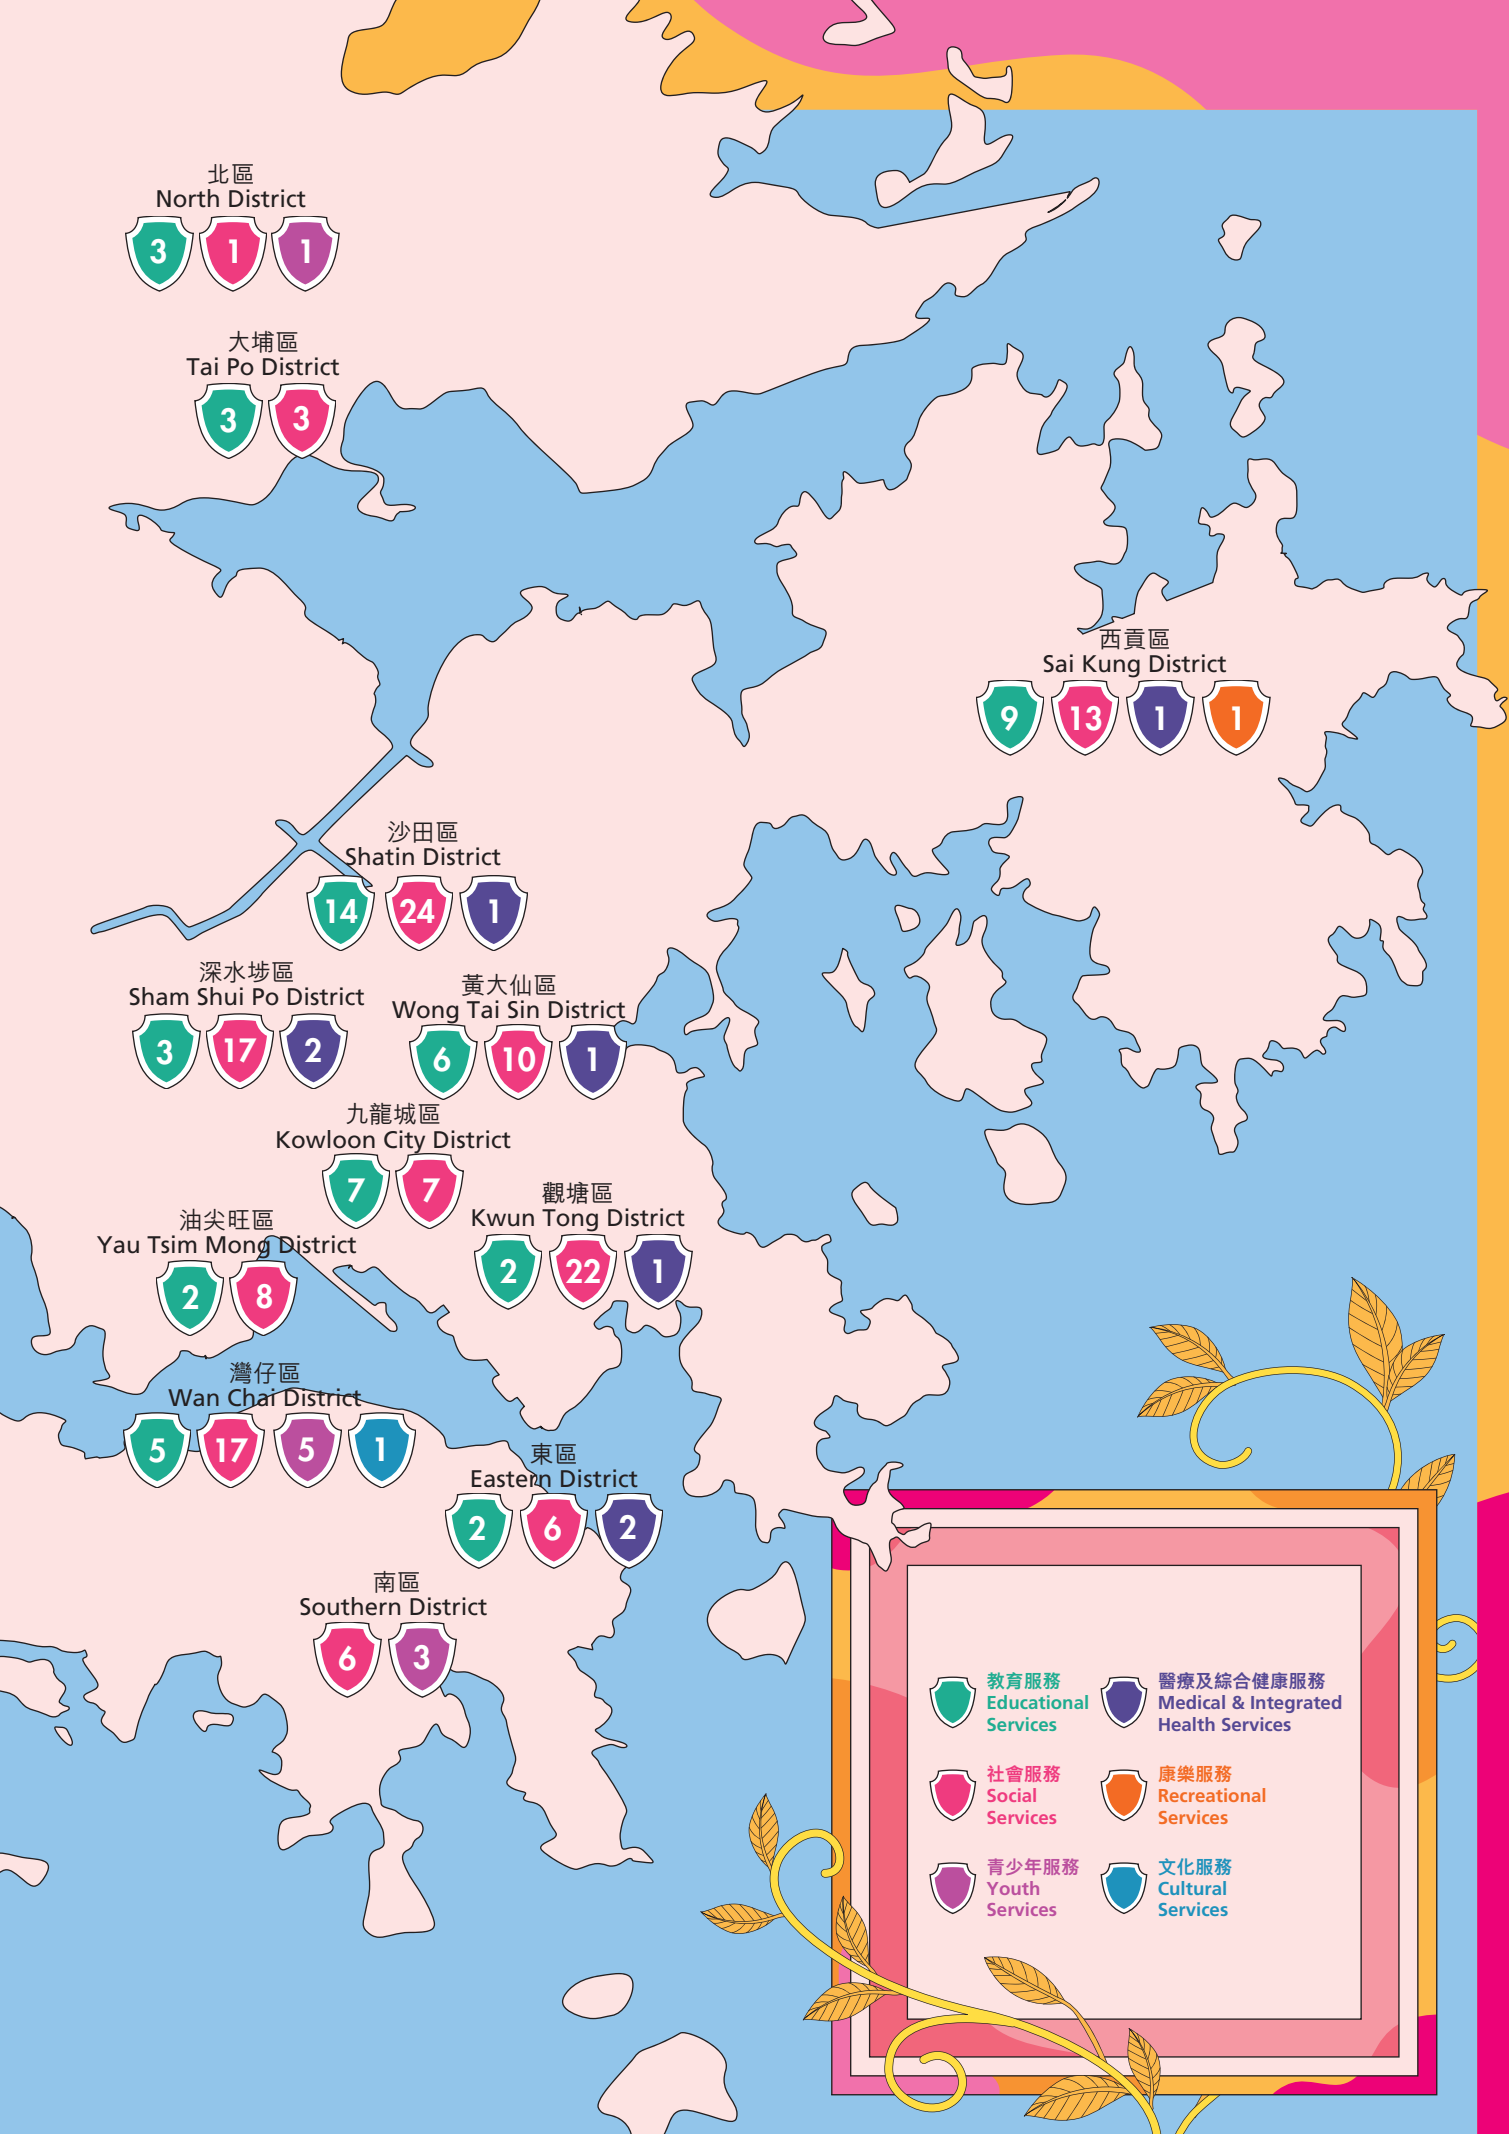 北區
North District
3 1 1
大埔區
Tai Po District
3 3
西貢區
Sai Kung District
9 13 1 1
沙田區
Shatin District
14 24 1
深水埗區
Sham Shui Po District
3 17 2
黃大仙區
Wong Tai Sin District
6 10 1
九龍城區
Kowloon City District
7 7
觀塘區
Kwun Tong District
2 22 1
油尖旺區
Yau Tsim Mong District
2 8
灣仔區
Wan Chai District
5 17 5 1
東區
Eastern District
2 6 2
南區
Southern District
6 3
教育服務
Educational
Services
醫療及綜合健康服務
Medical & Integrated
Health Services
社會服務
Social
Services
康樂服務
Recreational
Services
青少年服務
Youth
Services
文化服務
Cultural
Services